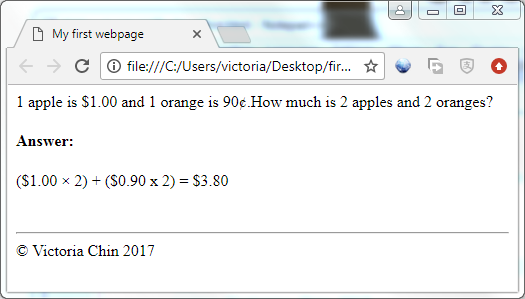 My first webpage
file:///C:/Users/victoria/Desktop/fir...
1 apple is $1.00 and 1 orange is 90¢.How much is 2 apples and 2 oranges?
Answer:
($1.00 × 2) + ($0.90 x 2) = $3.80
© Victoria Chin 2017